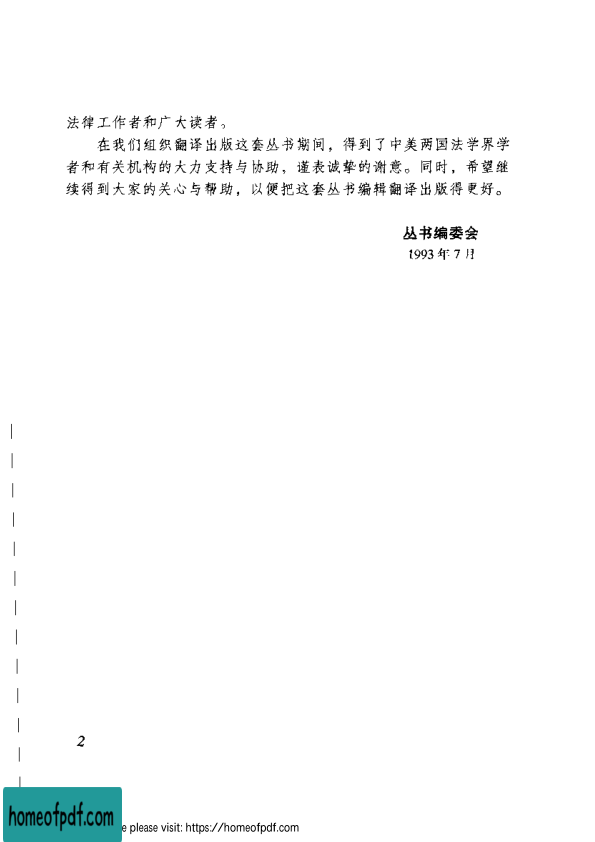 法律工作者和广大读者。
在我们组织翻译出版这套丛书期间，得到了中美两国法学界学
者和有关机构的大力支持与协助，谨表诚挚的谢意。同时，希望继
续得到大家的关心与帮助，以便把这套丛书编辑翻译出版得更好。
丛书编委会
1993年7月
2
homeofpdf.com
e please visit: https://homeofpdf.com